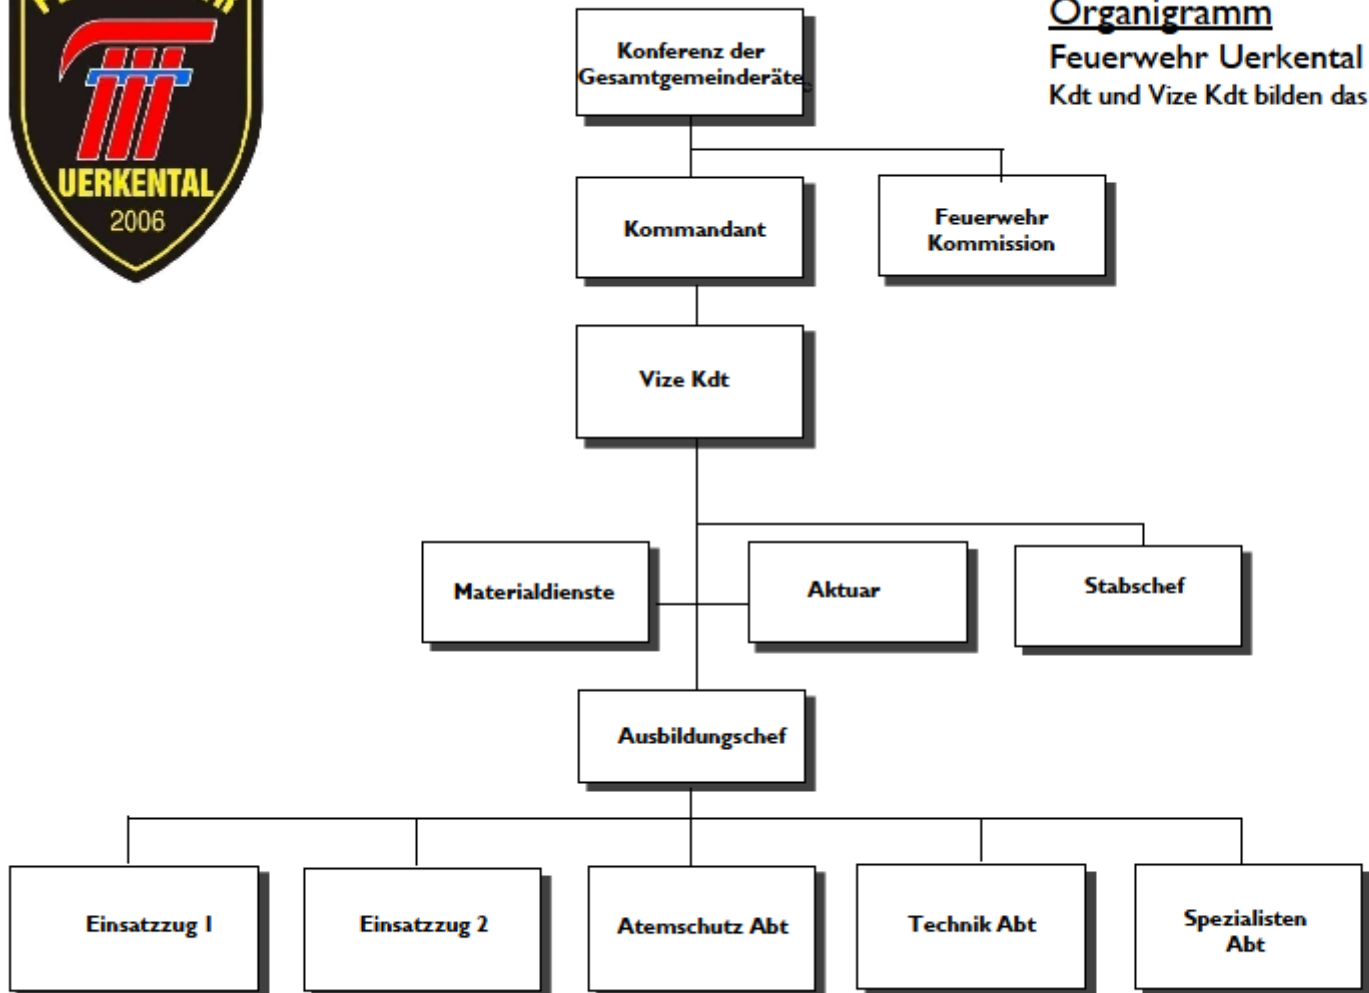 Organigramm
Feuerwehr Uerkental
Kdt und Vize Kdt bilden das
UERKENTAL
2006
Konferenz der
Gesamtgemeinderäte
Kommandant
Feuerwehr
Kommission
Vize Kdt
Materialdienste
Aktuar
Stabschef
Ausbildungschef
Einsatzzug 1
Einsatzzug 2
Atemschutz Abt
Technik Abt
Spezialisten
Abt